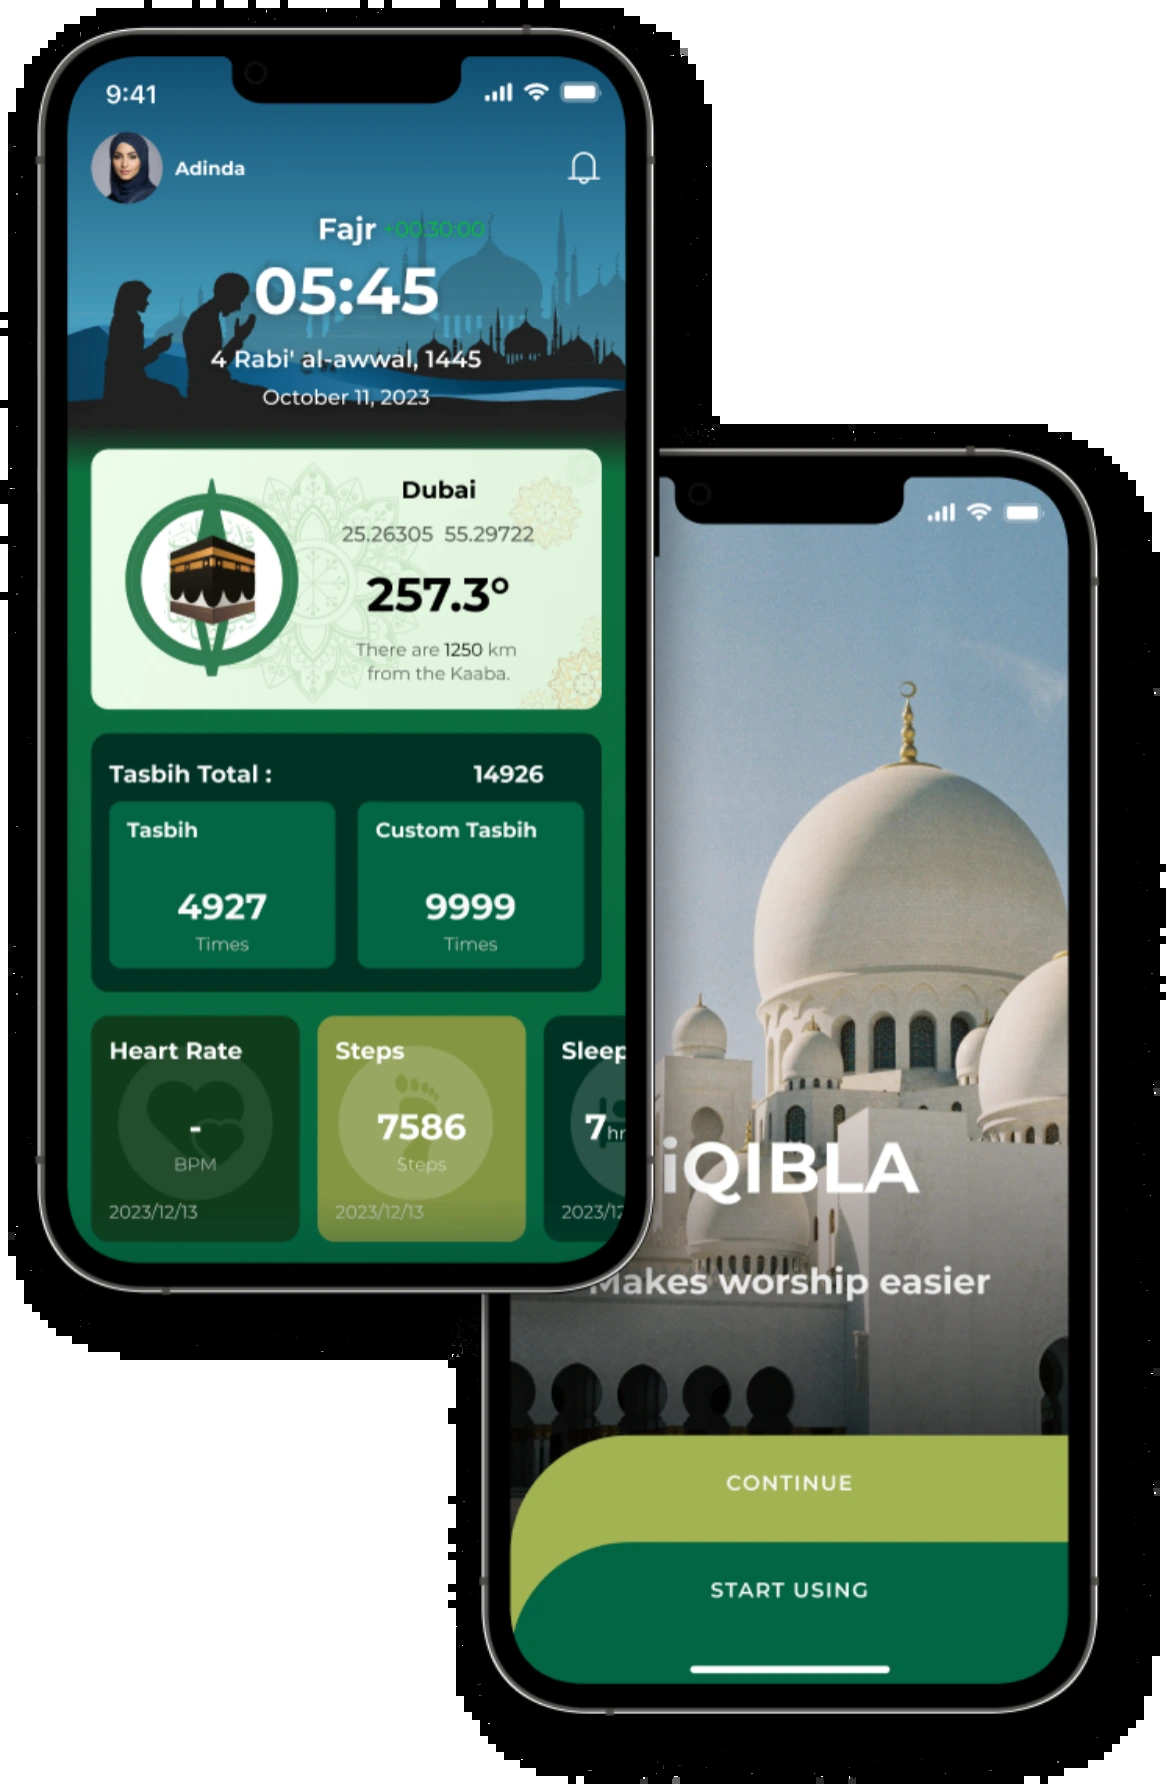 9:41
Adinda
Fajr +00:30:00
05:45
4 Rabi' al-awwal, 1445
October 11, 2023
Dubai
25.26305 55.29722
257.3°
There are 1250 km
from the Kaaba.
Tasbih Total : 14926
Tasbih
4927
Times
Custom Tasbih
9999
Times
Heart Rate
-
BPM
2023/12/13
Steps
7586
Steps
2023/12/13
Sleep
7hr
2023/12
iQIBLA
Makes worship easier
CONTINUE
START USING